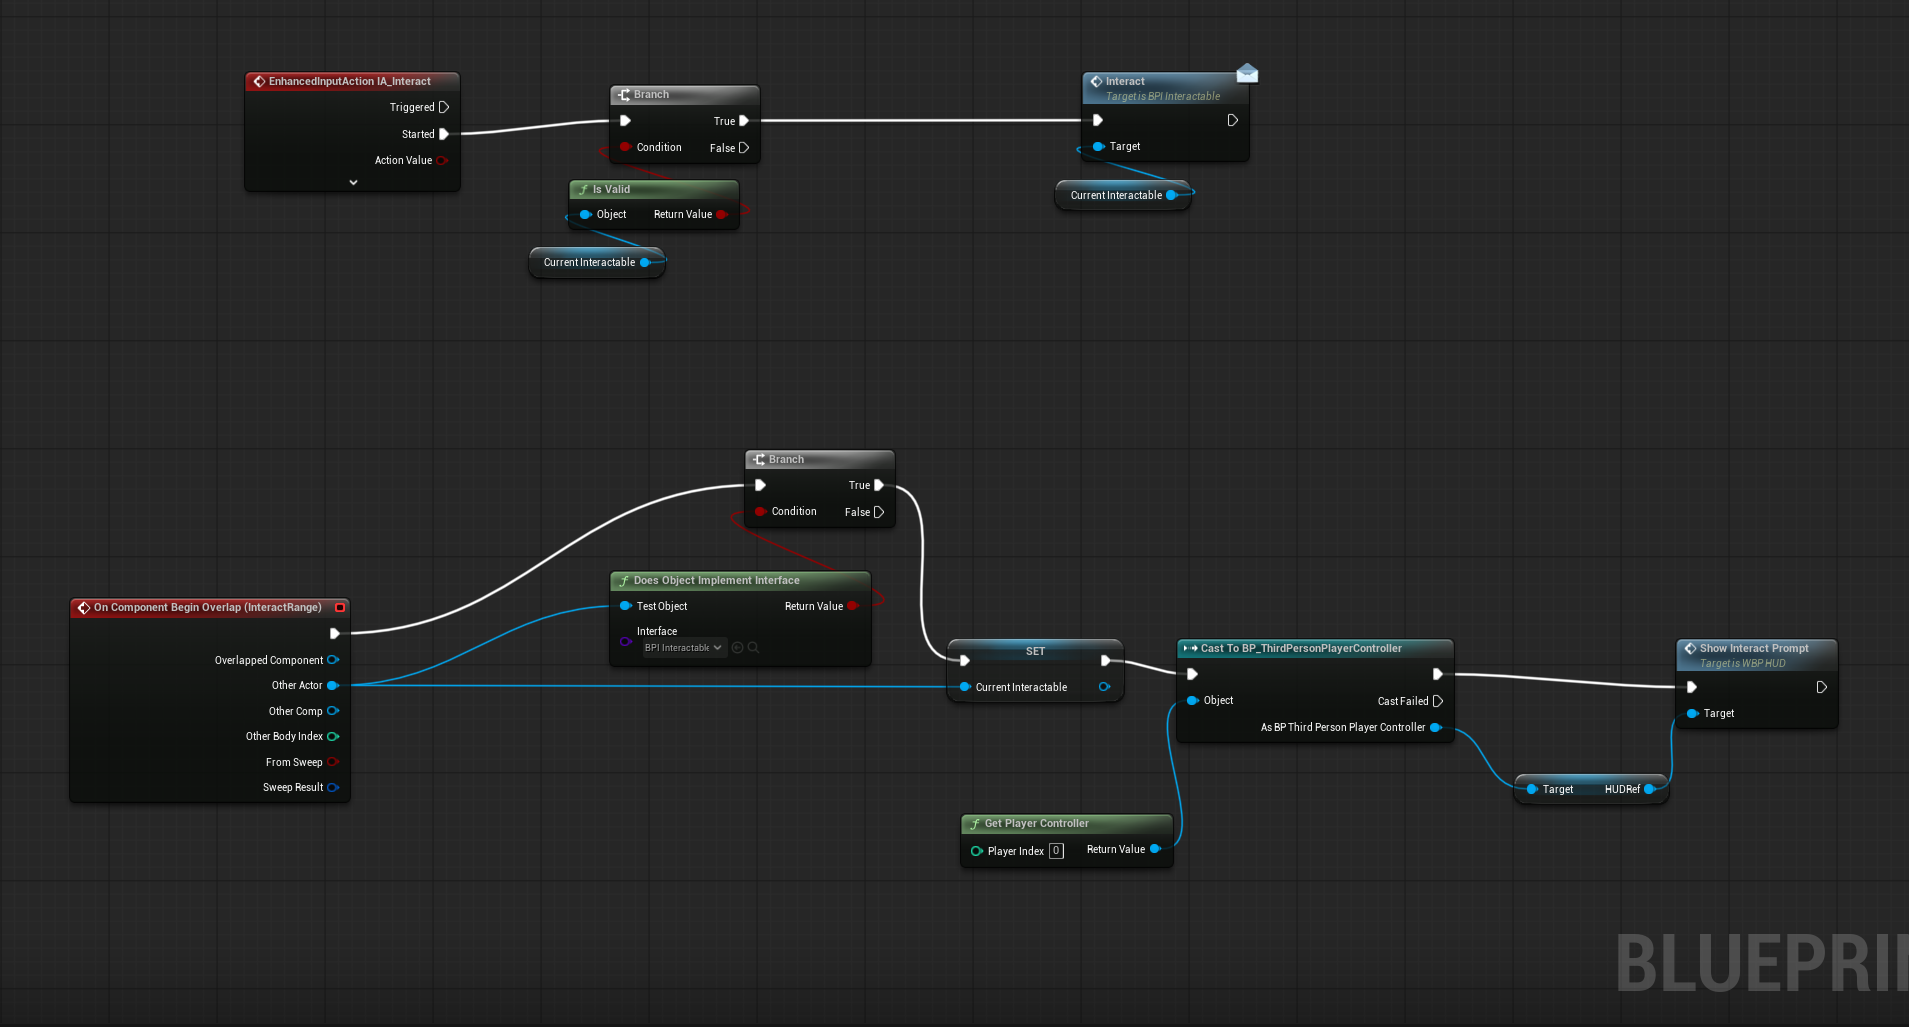 EnhancedInputAction IA_Interact
Triggered
Started
Action Value
Branch
True
Condition
False
Is Valid
Object
Return Value
Current Interactable
Interact
Target is BPI Interactable
Target
Current Interactable
Branch
True
Condition
False
Does Object Implement Interface
Test Object
Return Value
Interface
BPI Interactable
On Component Begin Overlap (InteractRange)
Overlapped Component
Other Actor
Other Comp
Other Body Index
From Sweep
Sweep Result
SET
Current Interactable
Cast To BP_ThirdPersonPlayerController
Object
Cast Failed
As BP Third Person Player Controller
Show Interact Prompt
Target is WBP HUD
Target
Target
HUDRef
Get Player Controller
Player Index 0
Return Value
BLUEPRIN